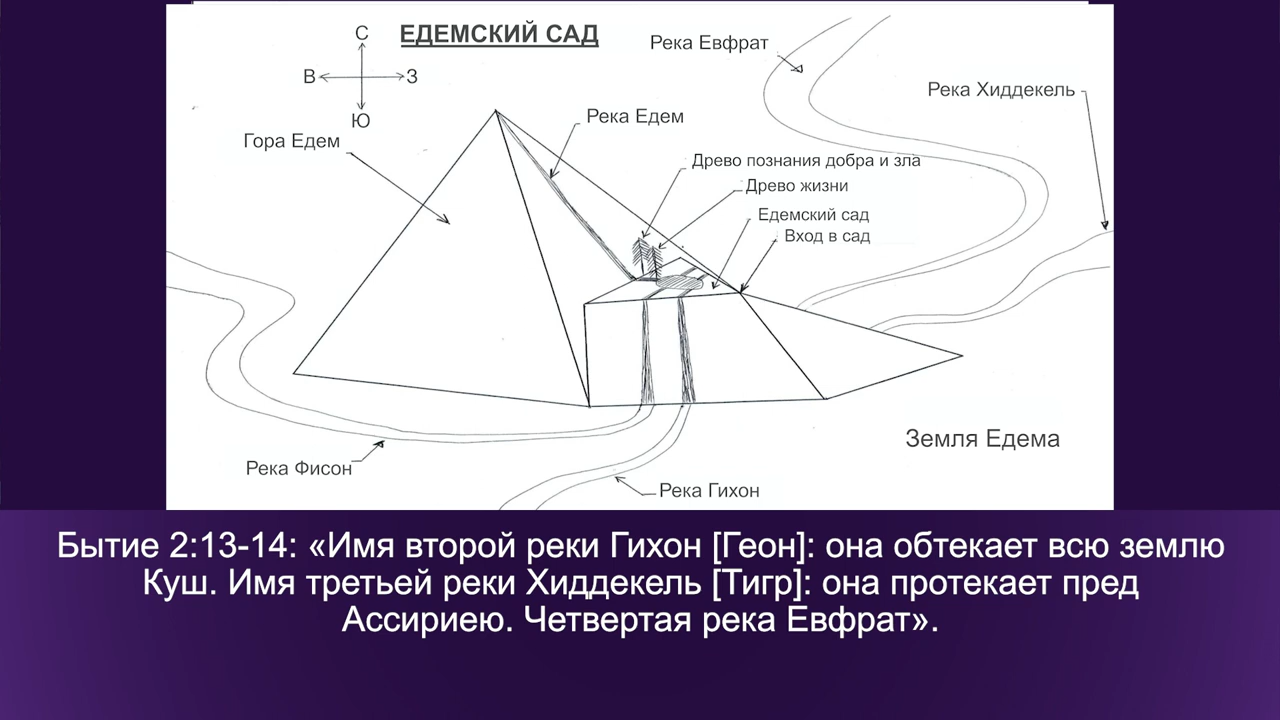 С
ЕДЕМСКИЙ САД
Река Евфрат
В
З
Река Хиддекель
Ю
Река Едем
Гора Едем
Древо познания добра и зла
Древо жизни
Едемский сад
Вход в сад
Земля Едема
Река Фисон
Река Гихон
Бытие 2:13-14: «Имя второй реки Гихон [Геон]: она обтекает всю землю
Куш. Имя третьей реки Хиддекель [Тигр]: она протекает пред
Ассириею. Четвертая река Евфрат».